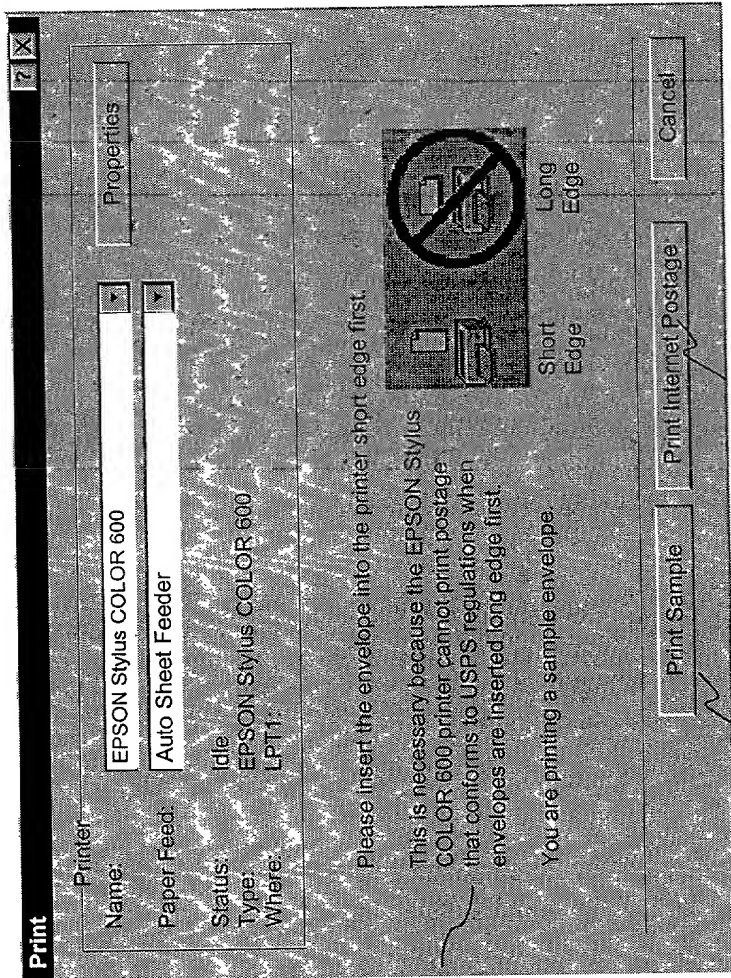 Print
? X
Printer
Name: EPSON Stylus COLOR 600 Properties
Paper Feed: Auto Sheet Feeder
Status: Idle
Type: EPSON Stylus COLOR 600
Where: LPT1:
Please insert the envelope into the printer short edge first.
This is necessary because the EPSON Stylus
COLOR 600 printer cannot print postage
that conforms to USPS regulations when
envelopes are inserted long edge first.
Short
Edge
Long
Edge
You are printing a sample envelope.
Print Sample Print Internet Postage Cancel